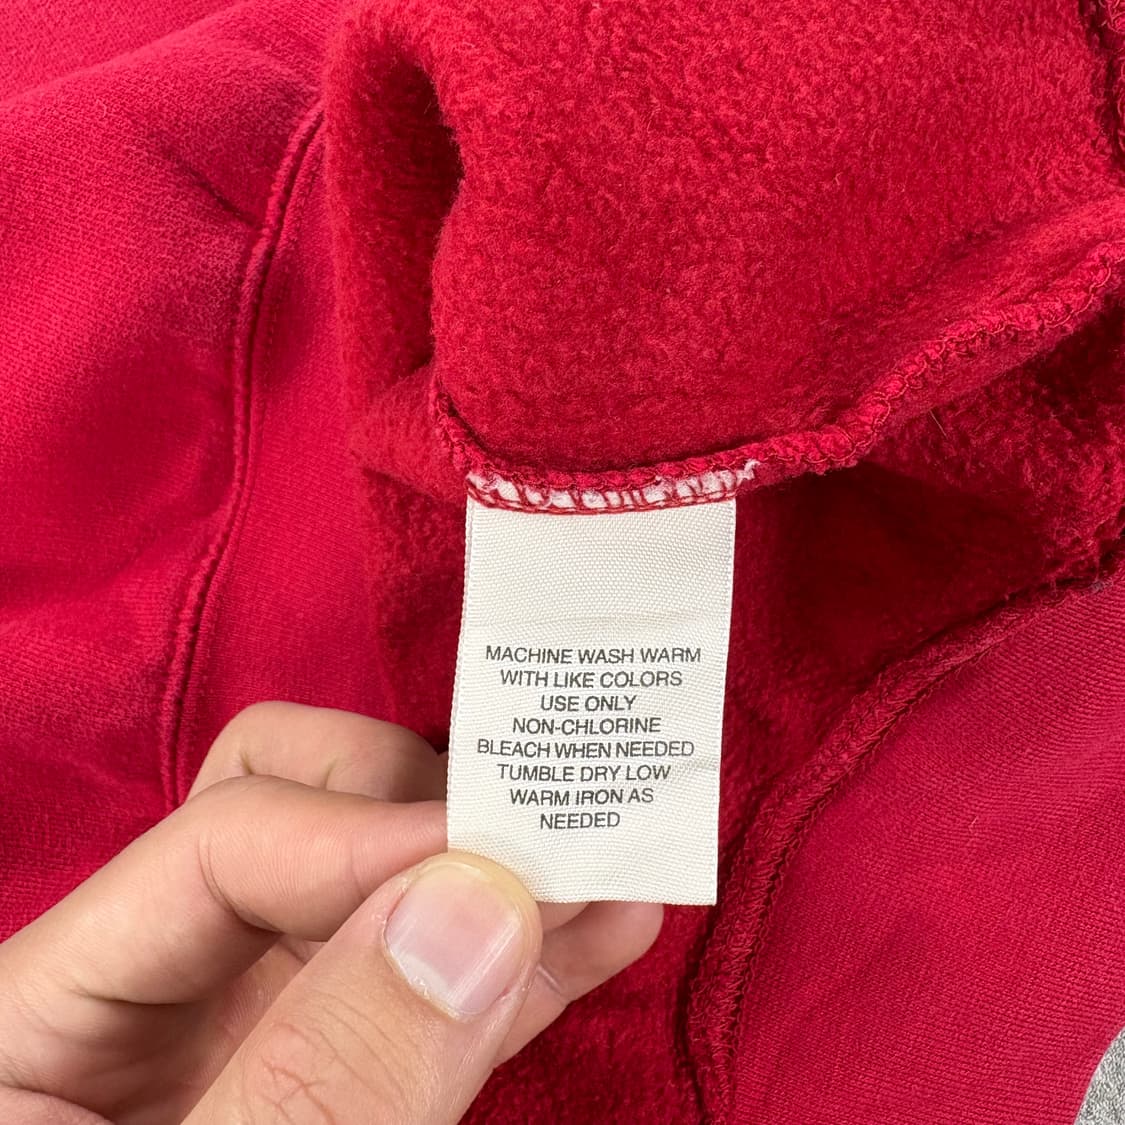 MACHINE WASH WARM
WITH LIKE COLORS
USE ONLY
NON-CHLORINE
BLEACH WHEN NEEDED
TUMBLE DRY LOW
WARM IRON AS
NEEDED